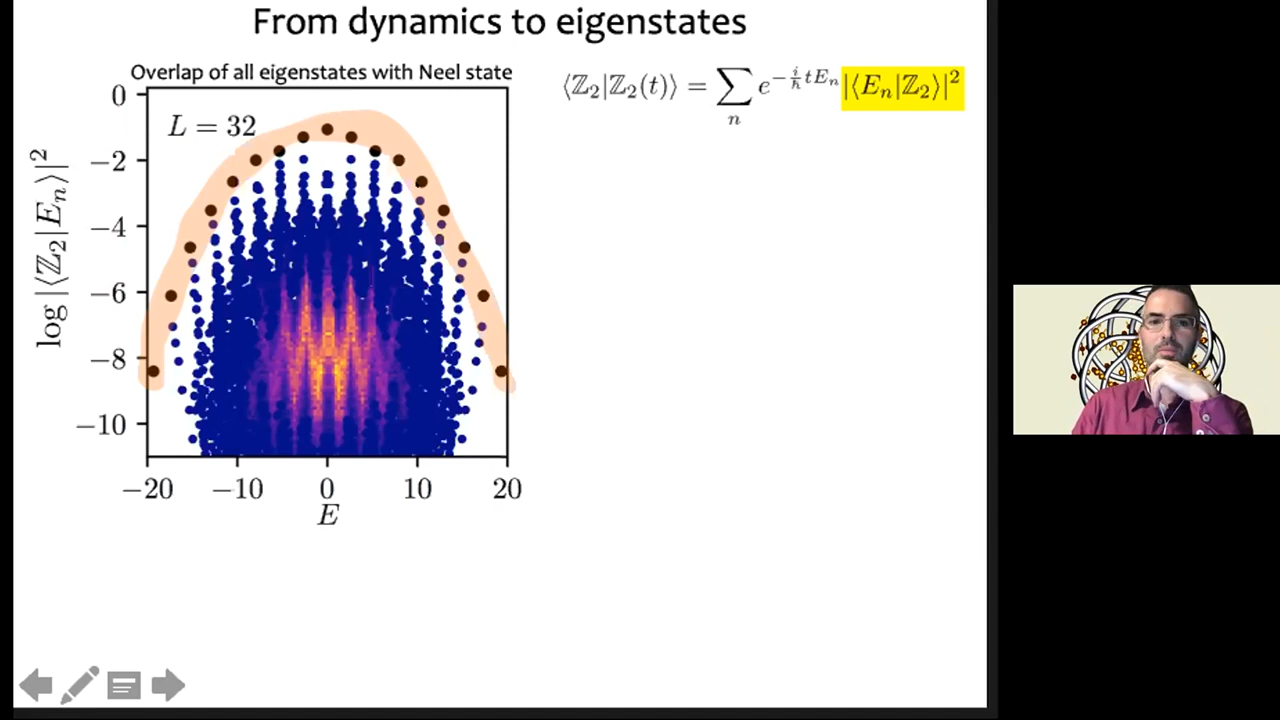 From dynamics to eigenstates
Overlap of all eigenstates with Neel state
⟨ℤ₂|ℤ₂(t)⟩ = ∑ₙ e^{-\frac{i}{ħ}tEₙ}|⟨Eₙ|ℤ₂⟩|²
L = 32
log |⟨ℤ₂|Eₙ⟩|²
0
−2
−4
−6
−8
−10
−20 −10 0 10 20
E